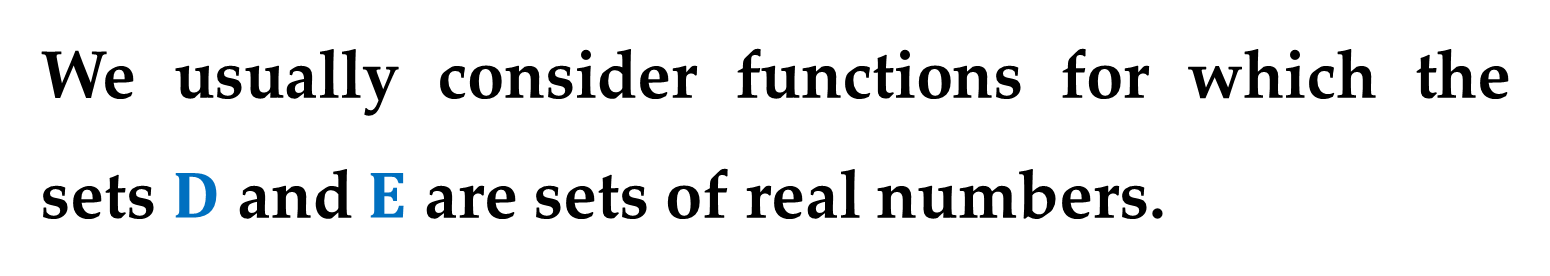 We usually consider functions for which the
sets D and E are sets of real numbers.